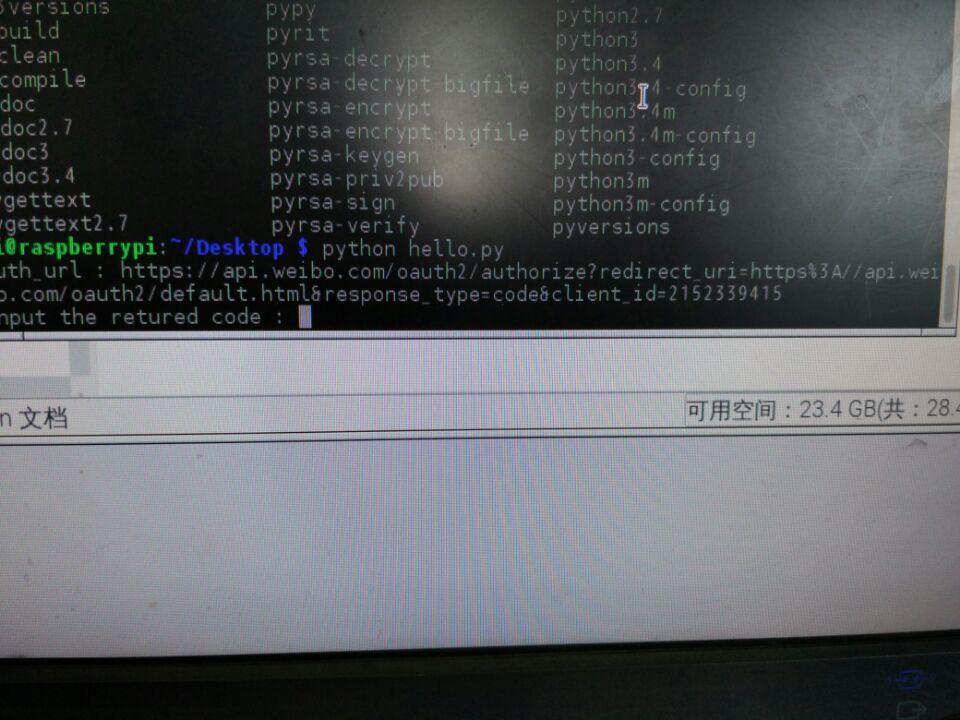 versions pypy python2.7
build pyrit python3
clean pyrsa-decrypt python3.4
compile pyrsa-decrypt-bigfile python3.4-config
doc pyrsa-encrypt python3.4m
doc2.7 pyrsa-encrypt-bigfile python3.4m-config
doc3 pyrsa-keygen python3-config
doc3.4 pyrsa-priv2pub python3m
gettext pyrsa-sign python3m-config
gettext2.7 pyrsa-verify pyversions
i@raspberrypi:~/Desktop $ python hello.py
uth_url : https://api.weibo.com/oauth2/authorize?redirect_uri=https%3A//api.wei
o.com/oauth2/default.html&response_type=code&client_id=2152339415
nput the retured code :
n 文档 可用空间：23.4 GB(共：28.4